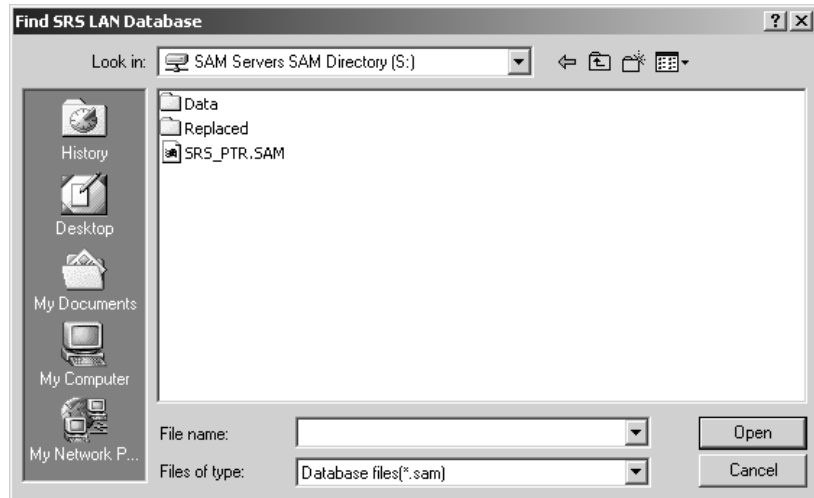 Find SRS LAN Database
Look in: SAM Servers SAM Directory (S:)
Data
Replaced
SRS_PTR.SAM
History
Desktop
My Documents
My Computer
My Network P...
File name:
Open
Files of type: Database files(*.sam)
Cancel